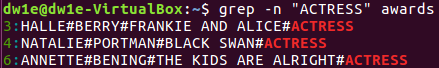 dw1e@dw1e-VirtualBox:~$ grep -n "ACTRESS" awards
3:HALLE#BERRY#FRANKIE AND ALICE#ACTRESS
4:NATALIE#PORTMAN#BLACK SWAN#ACTRESS
6:ANNETTE#BENING#THE KIDS ARE ALRIGHT#ACTRESS